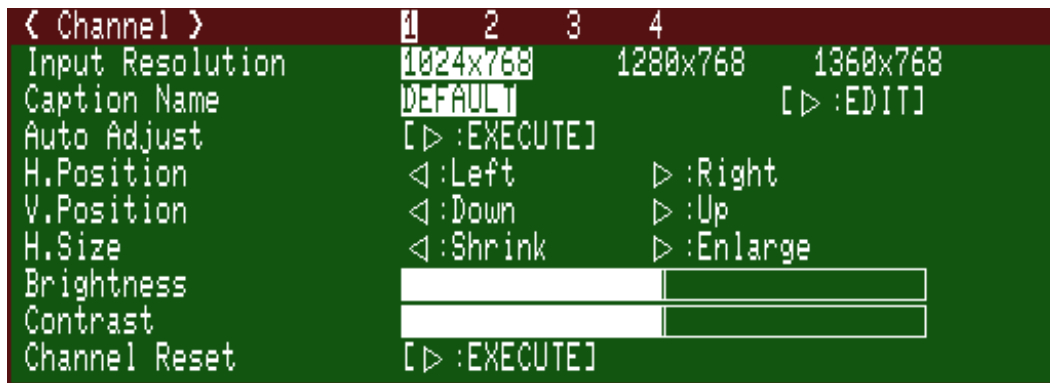 < Channel > 1 2 3 4
Input Resolution 1024x768 1280x768 1360x768
Caption Name DEFAULT [▷:EDIT]
Auto Adjust [▷:EXECUTE]
H.Position ◁:Left ▷:Right
V.Position ◁:Down ▷:Up
H.Size ◁:Shrink ▷:Enlarge
Brightness
Contrast
Channel Reset [▷:EXECUTE]